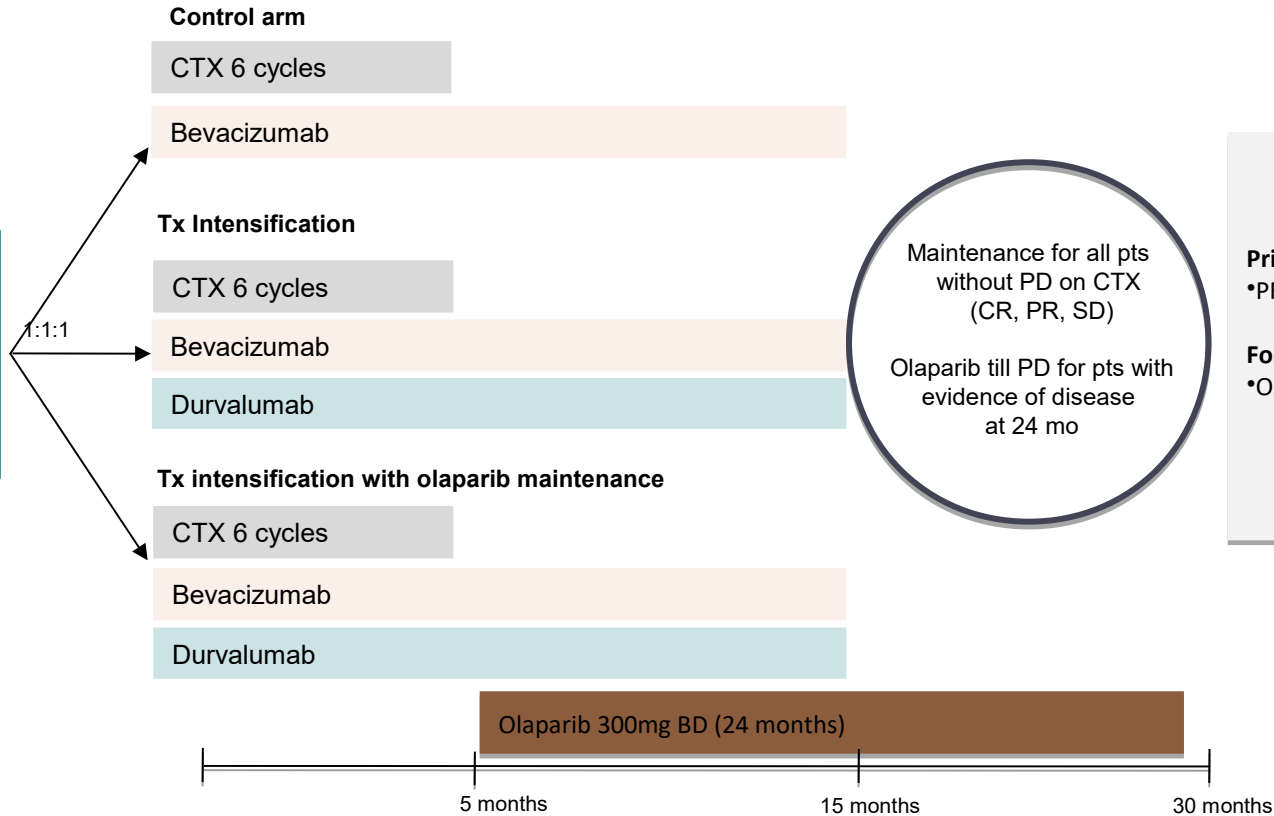 Control arm
CTX 6 cycles
Bevacizumab
Tx Intensification
CTX 6 cycles
1:1:1
Bevacizumab
Durvalumab
Tx intensification with olaparib maintenance
CTX 6 cycles
Bevacizumab
Durvalumab
Olaparib 300mg BD (24 months)
5 months
15 months
30 months
Maintenance for all pts
without PD on CTX
(CR, PR, SD)
Olaparib till PD for pts with
evidence of disease
at 24 mo